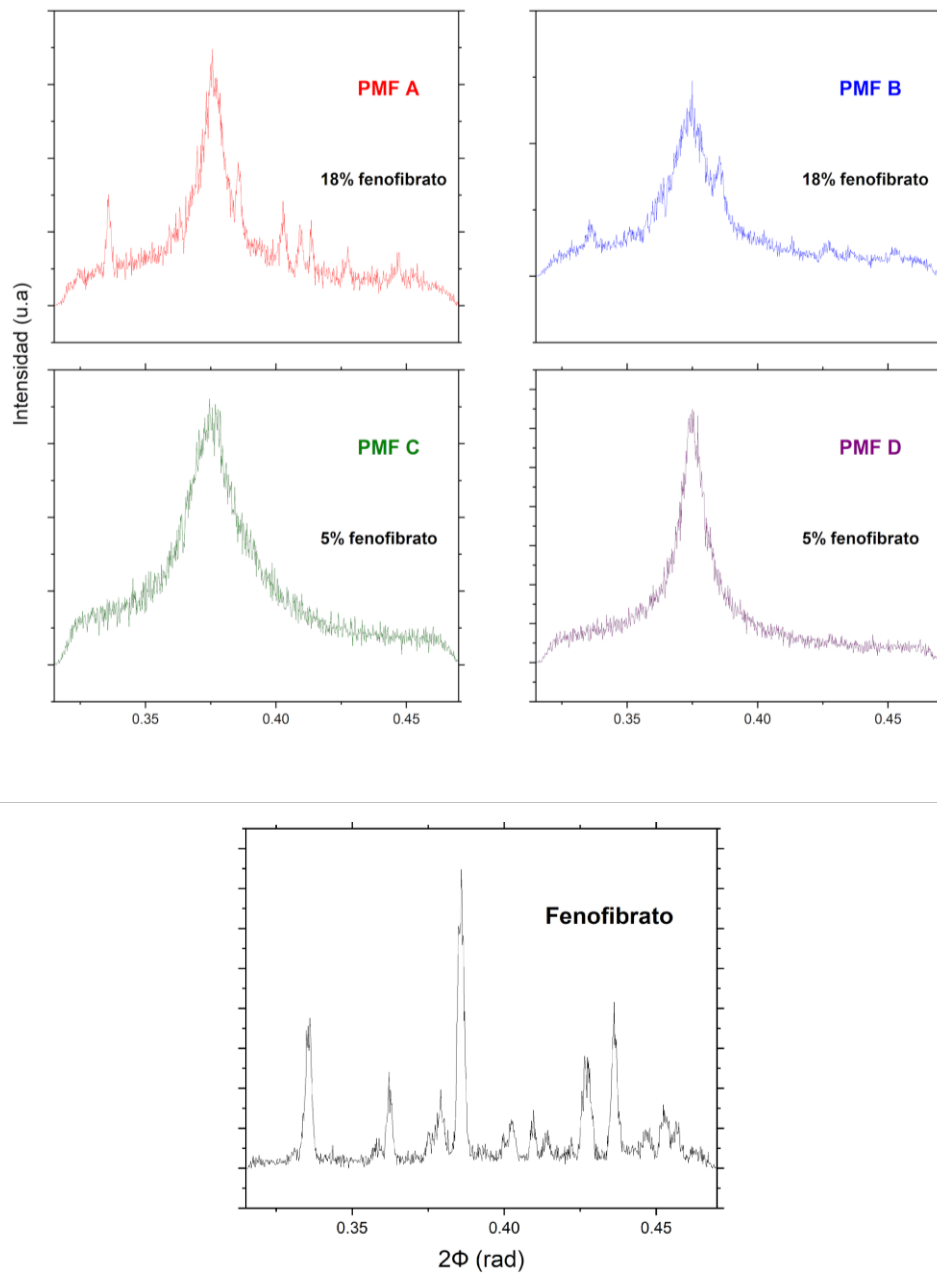 PMF A
18% fenofibrato
PMF B
18% fenofibrato
Intensidad (u.a)
PMF C
5% fenofibrato
PMF D
5% fenofibrato
0.35 0.40 0.45
0.35 0.40 0.45
Fenofibrato
0.35 0.40 0.45
2Φ (rad)